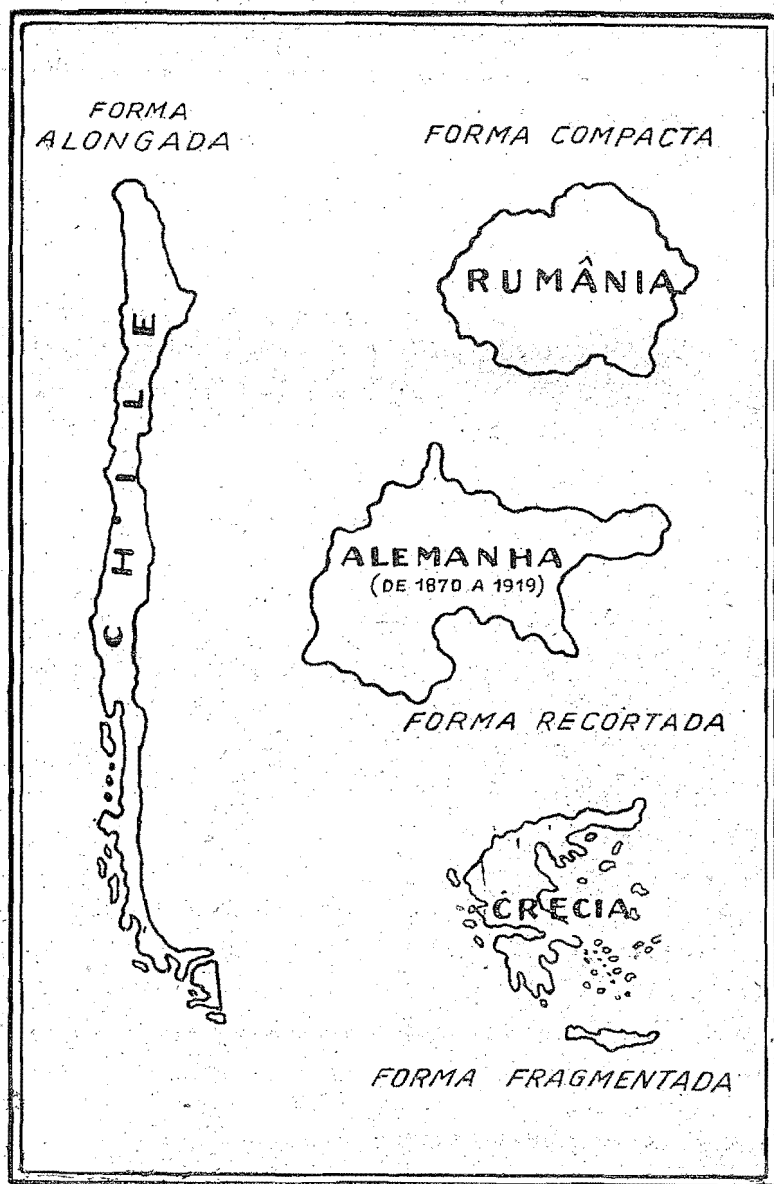 FORMA
ALONGADA
CHILE
FORMA COMPACTA
RUMÂNIA
ALEMANHA
(DE 1870 A 1919)
FORMA RECORTADA
GRECIA
FORMA FRAGMENTADA